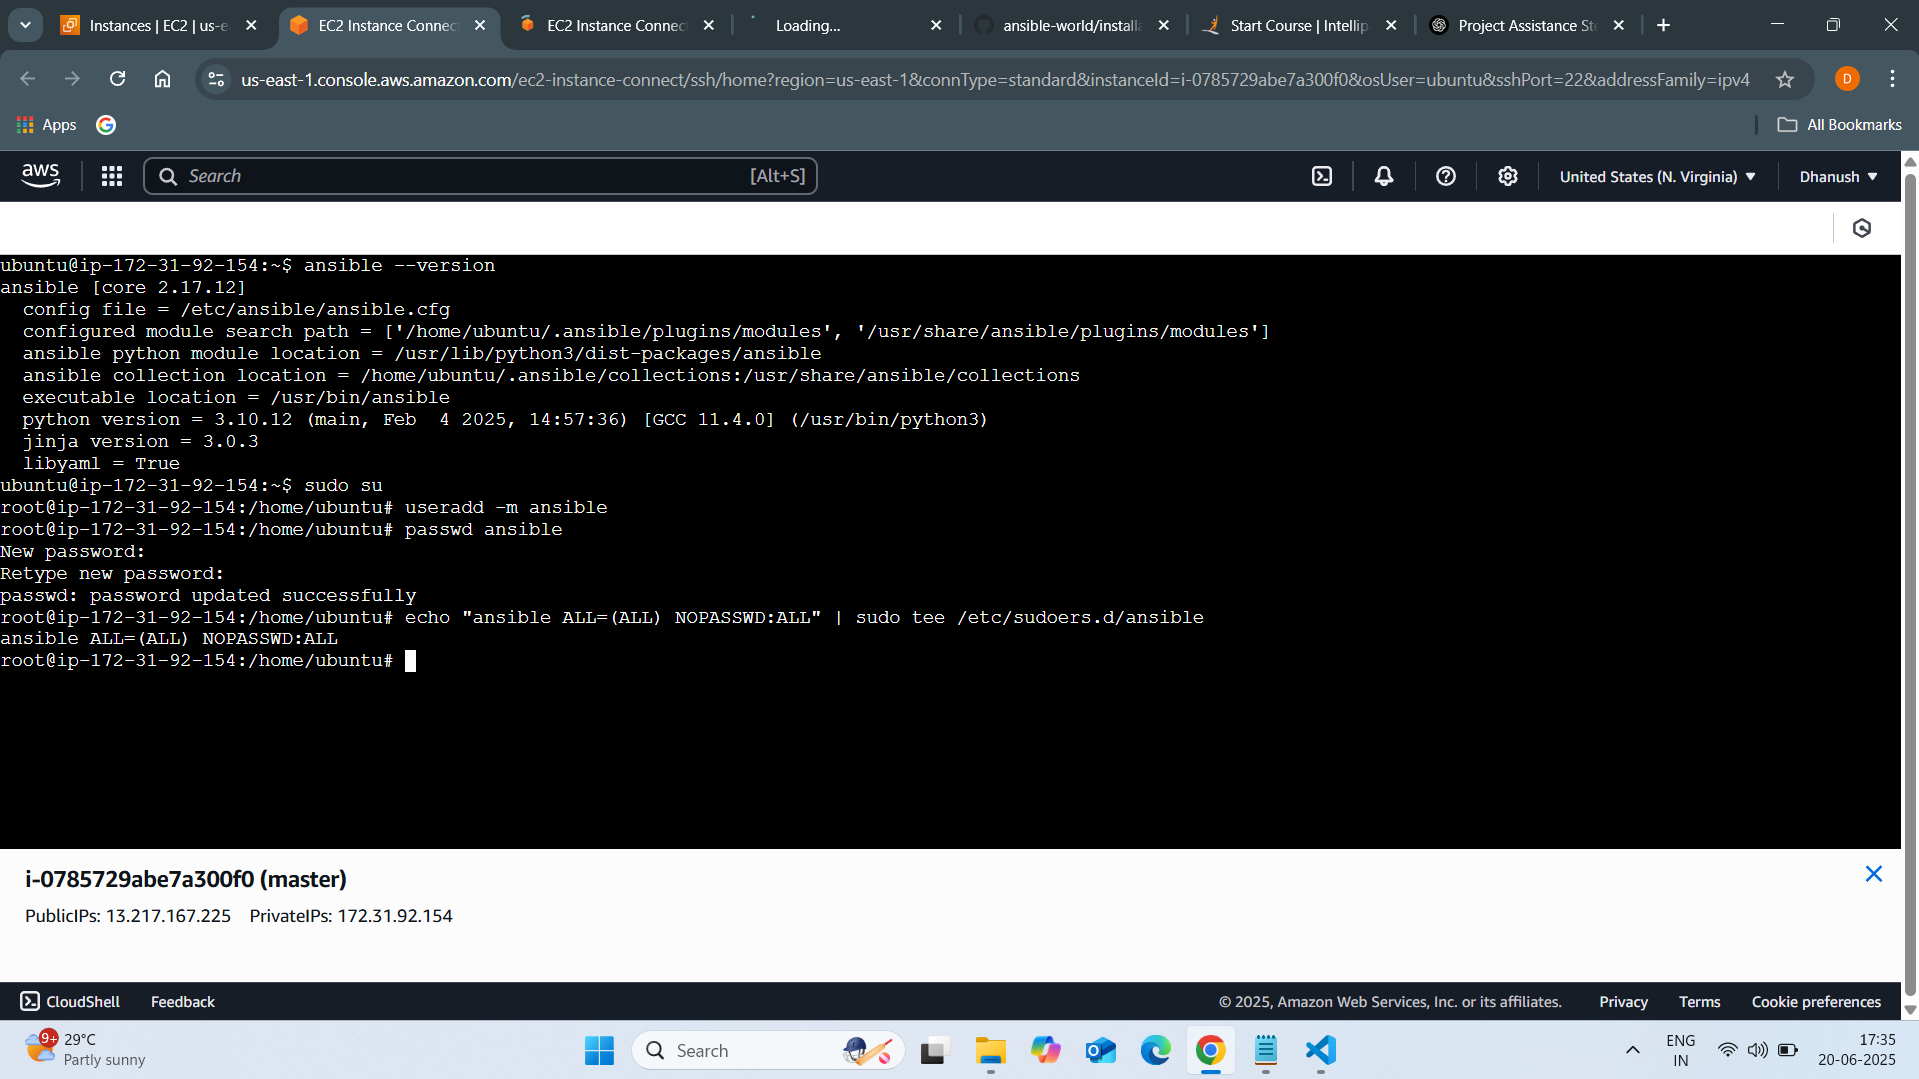 Instances | EC2 | us-e
EC2 Instance Connec
EC2 Instance Connec
Loading...
ansible-world/installa
Start Course | Intellip
Project Assistance Ste
us-east-1.console.aws.amazon.com/ec2-instance-connect/ssh/home?region=us-east-1&connType=standard&instanceId=i-0785729abe7a300f0&osUser=ubuntu&sshPort=22&addressFamily=ipv4
D
Apps
G
All Bookmarks
aws
Search
[Alt+S]
United States (N. Virginia)
Dhanush
ubuntu@ip-172-31-92-154:~$ ansible --version
ansible [core 2.17.12]
  config file = /etc/ansible/ansible.cfg
  configured module search path = ['/home/ubuntu/.ansible/plugins/modules', '/usr/share/ansible/plugins/modules']
  ansible python module location = /usr/lib/python3/dist-packages/ansible
  ansible collection location = /home/ubuntu/.ansible/collections:/usr/share/ansible/collections
  executable location = /usr/bin/ansible
  python version = 3.10.12 (main, Feb  4 2025, 14:57:36) [GCC 11.4.0] (/usr/bin/python3)
  jinja version = 3.0.3
  libyaml = True
ubuntu@ip-172-31-92-154:~$ sudo su
root@ip-172-31-92-154:/home/ubuntu# useradd -m ansible
root@ip-172-31-92-154:/home/ubuntu# passwd ansible
New password:
Retype new password:
passwd: password updated successfully
root@ip-172-31-92-154:/home/ubuntu# echo "ansible ALL=(ALL) NOPASSWD:ALL" | sudo tee /etc/sudoers.d/ansible
ansible ALL=(ALL) NOPASSWD:ALL
root@ip-172-31-92-154:/home/ubuntu#
i-0785729abe7a300f0 (master)
PublicIPs: 13.217.167.225 PrivateIPs: 172.31.92.154
CloudShell
Feedback
© 2025, Amazon Web Services, Inc. or its affiliates.
Privacy
Terms
Cookie preferences
9+
29°C
Partly sunny
Search
ENG
IN
17:35
20-06-2025